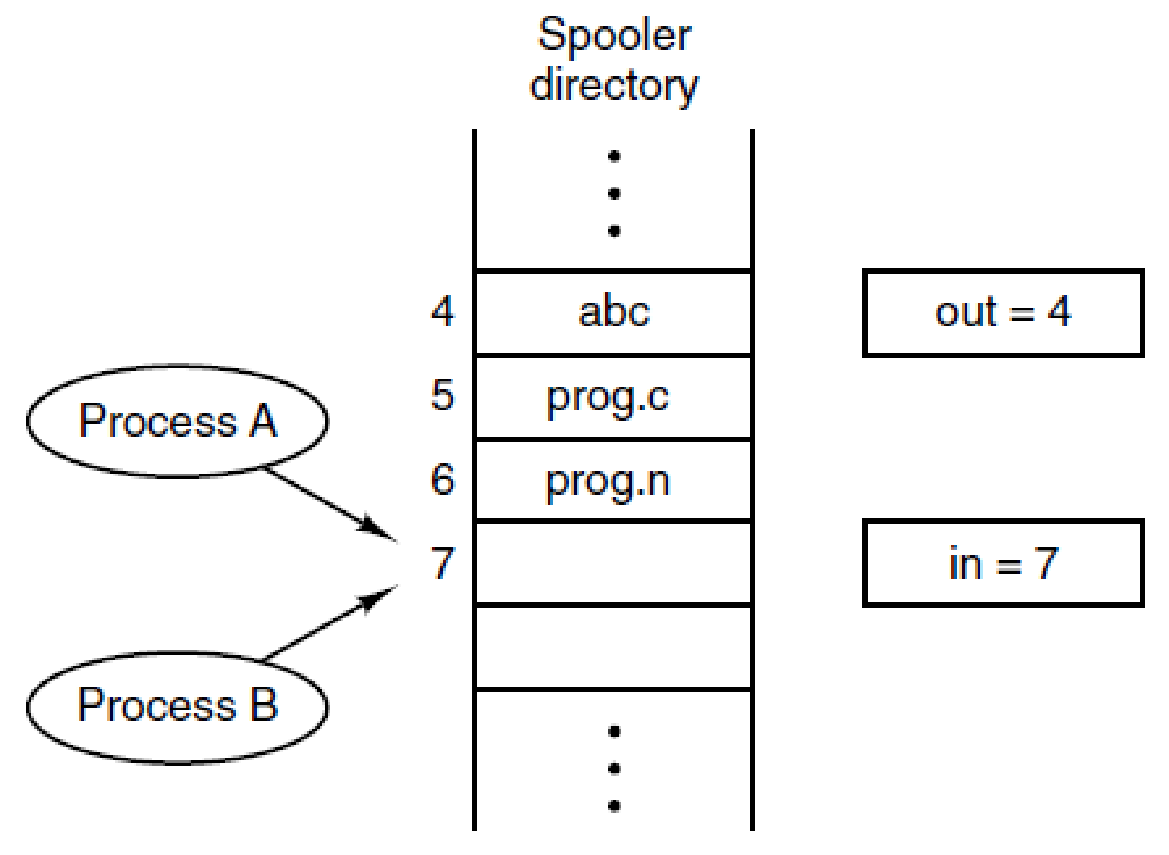 Spooler
directory
4 abc out = 4
5 prog.c
Process A
6 prog.n
7 in = 7
Process B